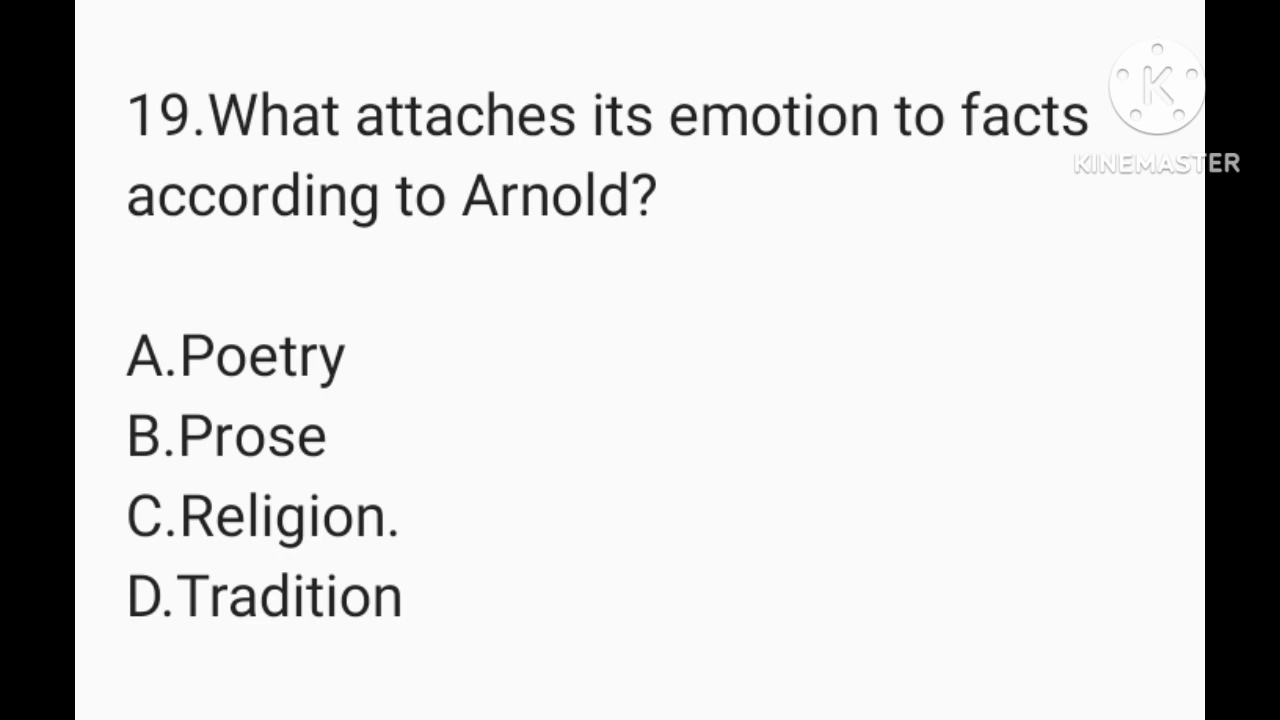 19.What attaches its emotion to facts
according to Arnold?
A.Poetry
B.Prose
C.Religion.
D.Tradition
K
KINEMASTER